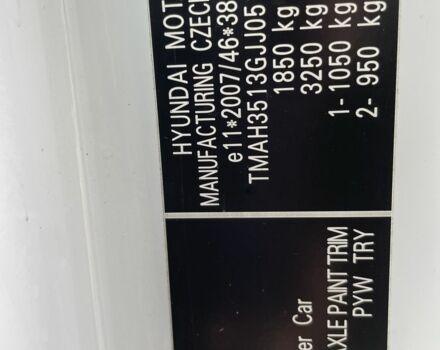 HYUNDAI MOT
MANUFACTURING CZEC
e11*2007/46*38
TMAH3513GJJ05
1850 kg
3250 kg
1- 1050 kg
2- 950 kg
er Car
AXLE PAINT TRIM
PYW TRY